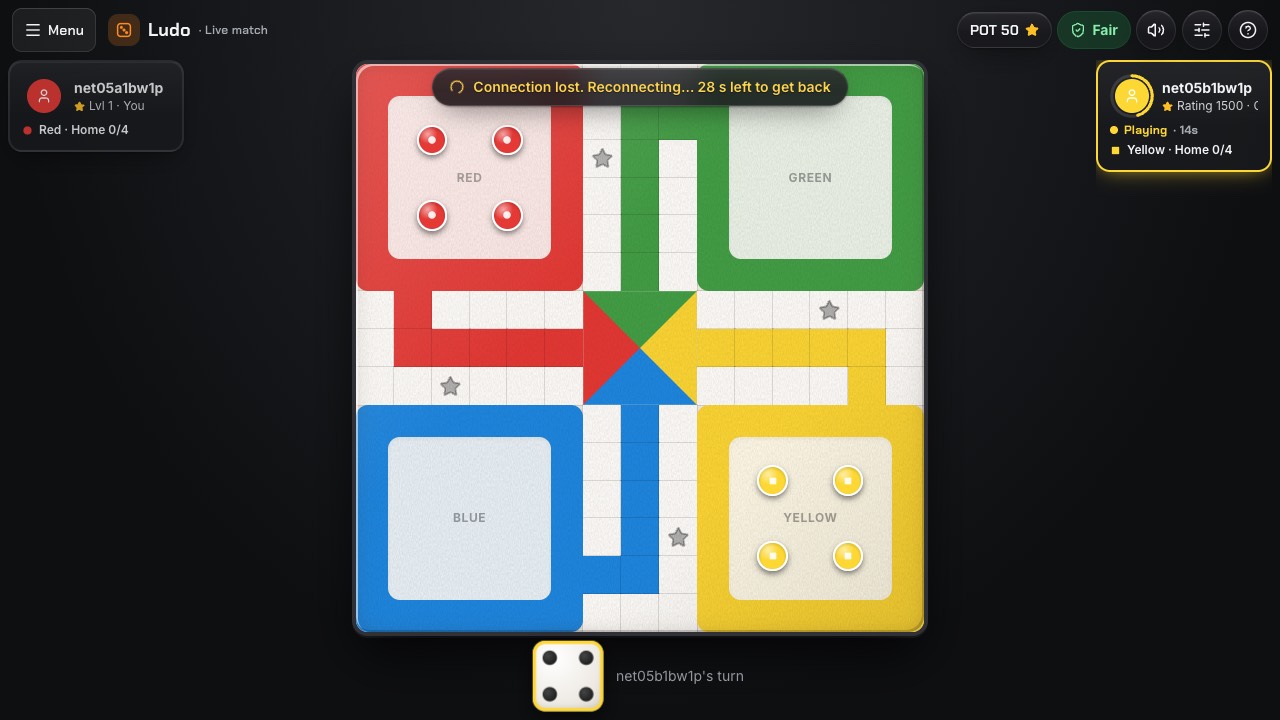 Menu
Ludo · Live match
POT 50
Fair
net05a1bw1p
Lvl 1 · You
Red · Home 0/4
Connection lost. Reconnecting... 28 s left to get back
net05b1bw1p
Rating 1500 ·
Playing · 14s
Yellow · Home 0/4
RED
GREEN
BLUE
YELLOW
net05b1bw1p's turn